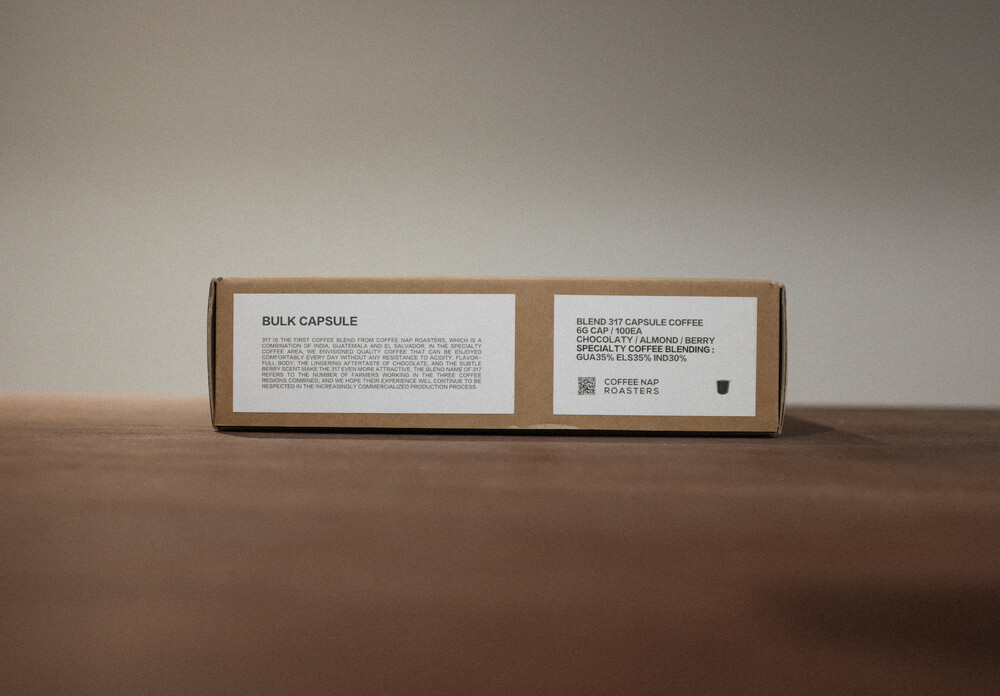 BULK CAPSULE
317 IS THE FIRST COFFEE BLEND FROM COFFEE NAP ROASTERS, WHICH IS A
COMBINATION OF INDIA, GUATEMALA AND EL SALVADOR. IN THE SPECIALTY
COFFEE AREA, WE ENVISIONED QUALITY COFFEE THAT CAN BE ENJOYED
COMFORTABLY EVERY DAY WITHOUT ANY RESISTANCE TO ACIDITY. FLAVOR-
FULL BODY, THE LINGERING AFTERTASTE OF CHOCOLATE, AND THE SUBTLE
BERRY SCENT MAKE THE 317 EVEN MORE ATTRACTIVE. THE BLEND NAME OF 317
REFERS TO THE NUMBER OF FARMERS WORKING IN THE THREE COFFEE
REGIONS COMBINED, AND WE HOPE THEIR EXPERIENCE WILL CONTINUE TO BE
RESPECTED IN THE INCREASINGLY COMMERCIALIZED PRODUCTION PROCESS.
BLEND 317 CAPSULE COFFEE
6G CAP / 100EA
CHOCOLATY / ALMOND / BERRY
SPECIALTY COFFEE BLENDING :
GUA35% ELS35% IND30%
COFFEE NAP
ROASTERS